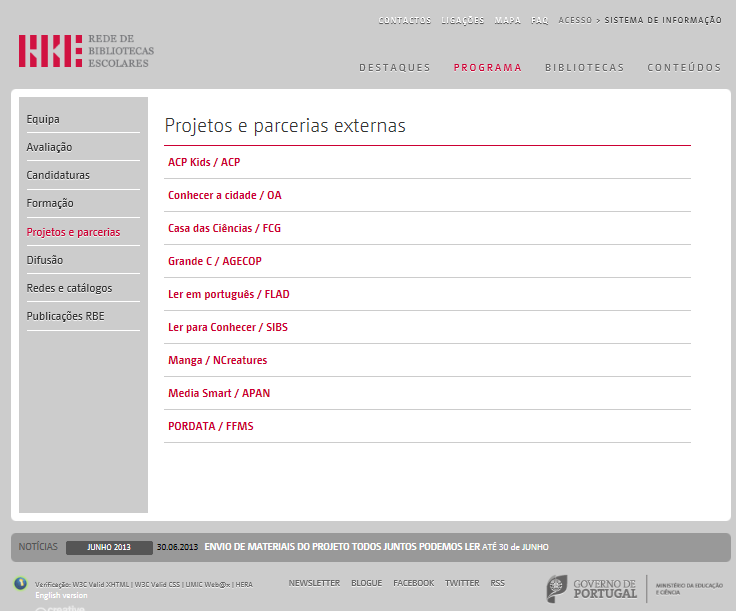 CONTACTOS LIGAÇÕES MAPA FAQ ACESSO > SISTEMA DE INFORMAÇÃO
REDE DE
BIBLIOTECAS
ESCOLARES
DESTAQUES PROGRAMA BIBLIOTECAS CONTEÚDOS
Equipa
Avaliação
Candidaturas
Formação
Projetos e parcerias
Difusão
Redes e catálogos
Publicações RBE
Projetos e parcerias externas
ACP Kids / ACP
Conhecer a cidade / OA
Casa das Ciências / FCG
Grande C / AGECOP
Ler em português / FLAD
Ler para Conhecer / SIBS
Manga / NCreatures
Media Smart / APAN
PORDATA / FFMS
NOTÍCIAS JUNHO 2013 30.06.2013 ENVIO DE MATERIAIS DO PROJETO TODOS JUNTOS PODEMOS LER ATÉ 30 de JUNHO
Verificação: W3C Valid XHTML | W3C Valid CSS | UMIC Web@x | HERA
English version
creative
NEWSLETTER BLOGUE FACEBOOK TWITTER RSS
GOVERNO DE
PORTUGAL
MINISTÉRIO DA EDUCAÇÃO
E CIÊNCIA